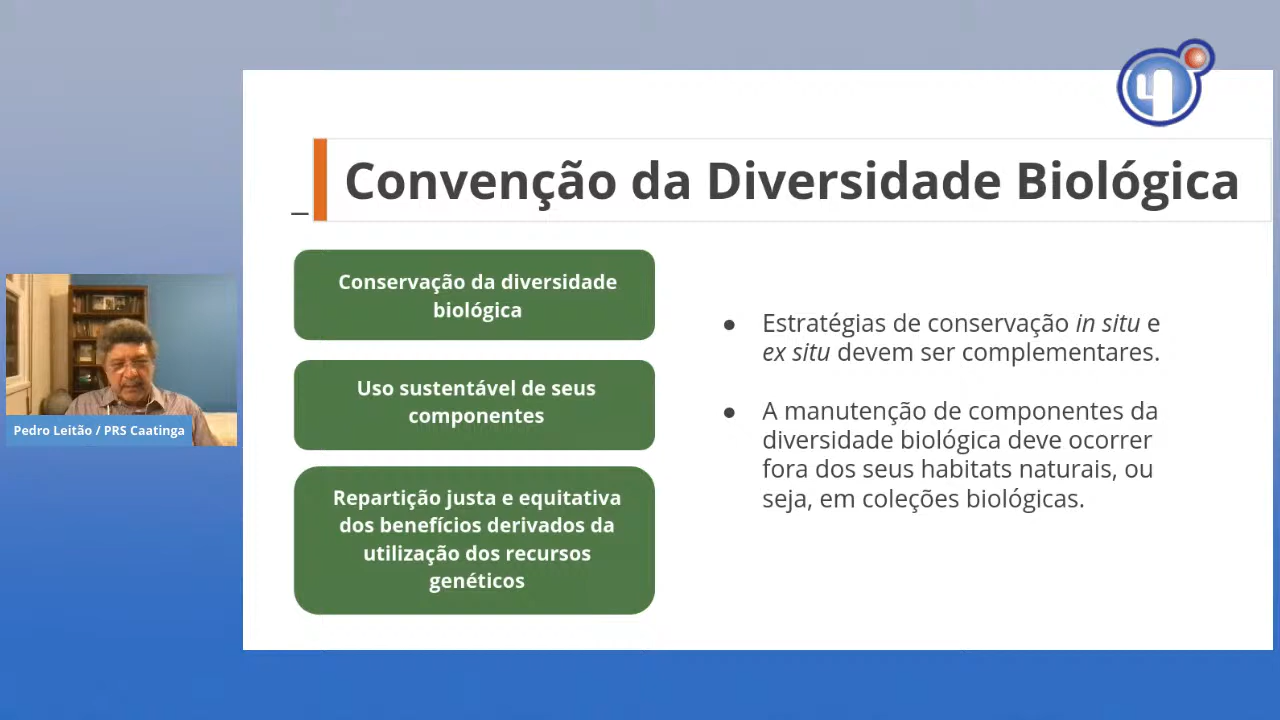 Convenção da Diversidade Biológica
Conservação da diversidade
biológica
Uso sustentável de seus
componentes
Repartição justa e equitativa
dos benefícios derivados da
utilização dos recursos
genéticos
● Estratégias de conservação in situ e
ex situ devem ser complementares.
● A manutenção de componentes da
diversidade biológica deve ocorrer
fora dos seus habitats naturais, ou
seja, em coleções biológicas.
Pedro Leitão / PRS Caatinga